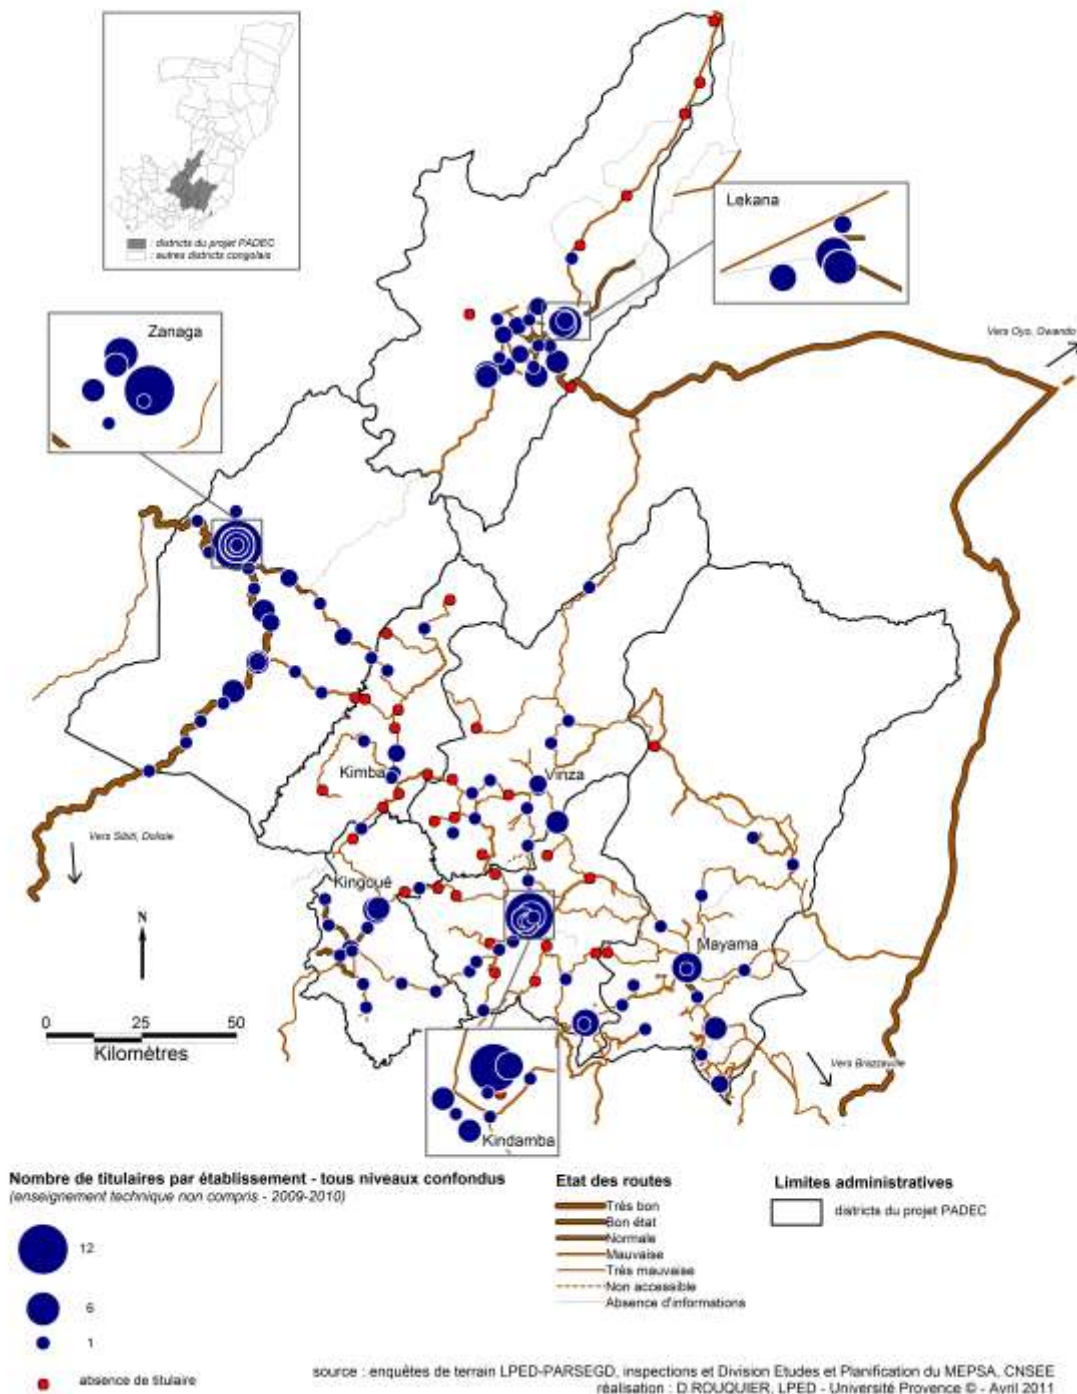 : districts du projet PADEC
: autres districts congolais
Lekana
Zanaga
Vers Oyo, Owando
Kimba
Vinza
Vers Sibiti, Dolisie
Kingoué
Mayama
N
0 25 50
Kilomètres
Vers Brazzaville
Kindamba
Nombre de titulaires par établissement - tous niveaux confondus
(enseignement technique non compris - 2009-2010)
12
6
1
absence de titulaire
Etat des routes
Très bon
Bon état
Normale
Mauvaise
Très mauvaise
Non accessible
Absence d'informations
Limites administratives
districts du projet PADEC
source : enquêtes de terrain LPED-PARSEGD, inspections et Division Etudes et Planification du MEPSA, CNSEE
réalisation : D.ROUQUIER, LPED - Université Provence © - Avril 2011